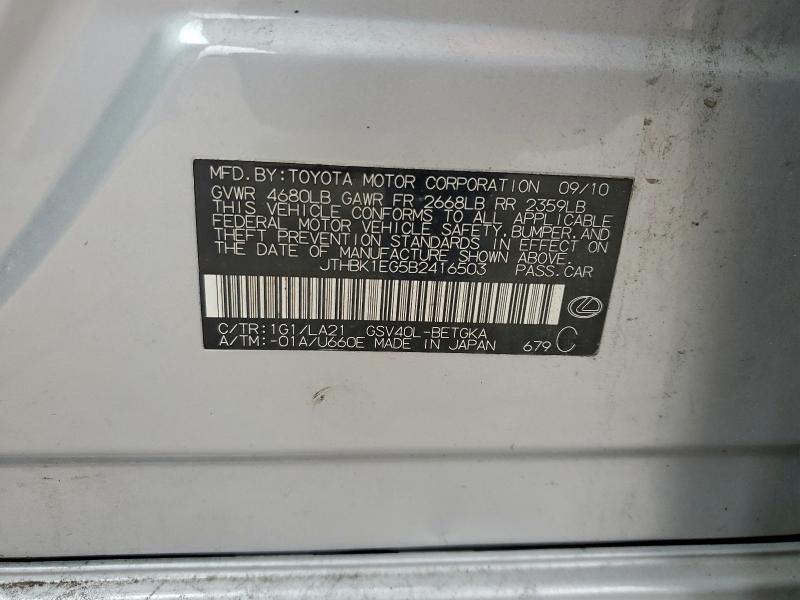 MFD. BY: TOYOTA MOTOR CORPORATION 09/10
GVWR 4680LB GAWR FR 2668LB RR 2359LB
THIS VEHICLE CONFORMS TO ALL APPLICABLE
FEDERAL MOTOR VEHICLE SAFETY, BUMPER, AND
THEFT PREVENTION STANDARDS IN EFFECT ON
THE DATE OF MANUFACTURE SHOWN ABOVE.
JTHBK1EG5B2416503 PASS. CAR
C/TR: 1G1/LA21 GSV40L-BETGKA
A/TM: -01A/U660E MADE IN JAPAN 679 C